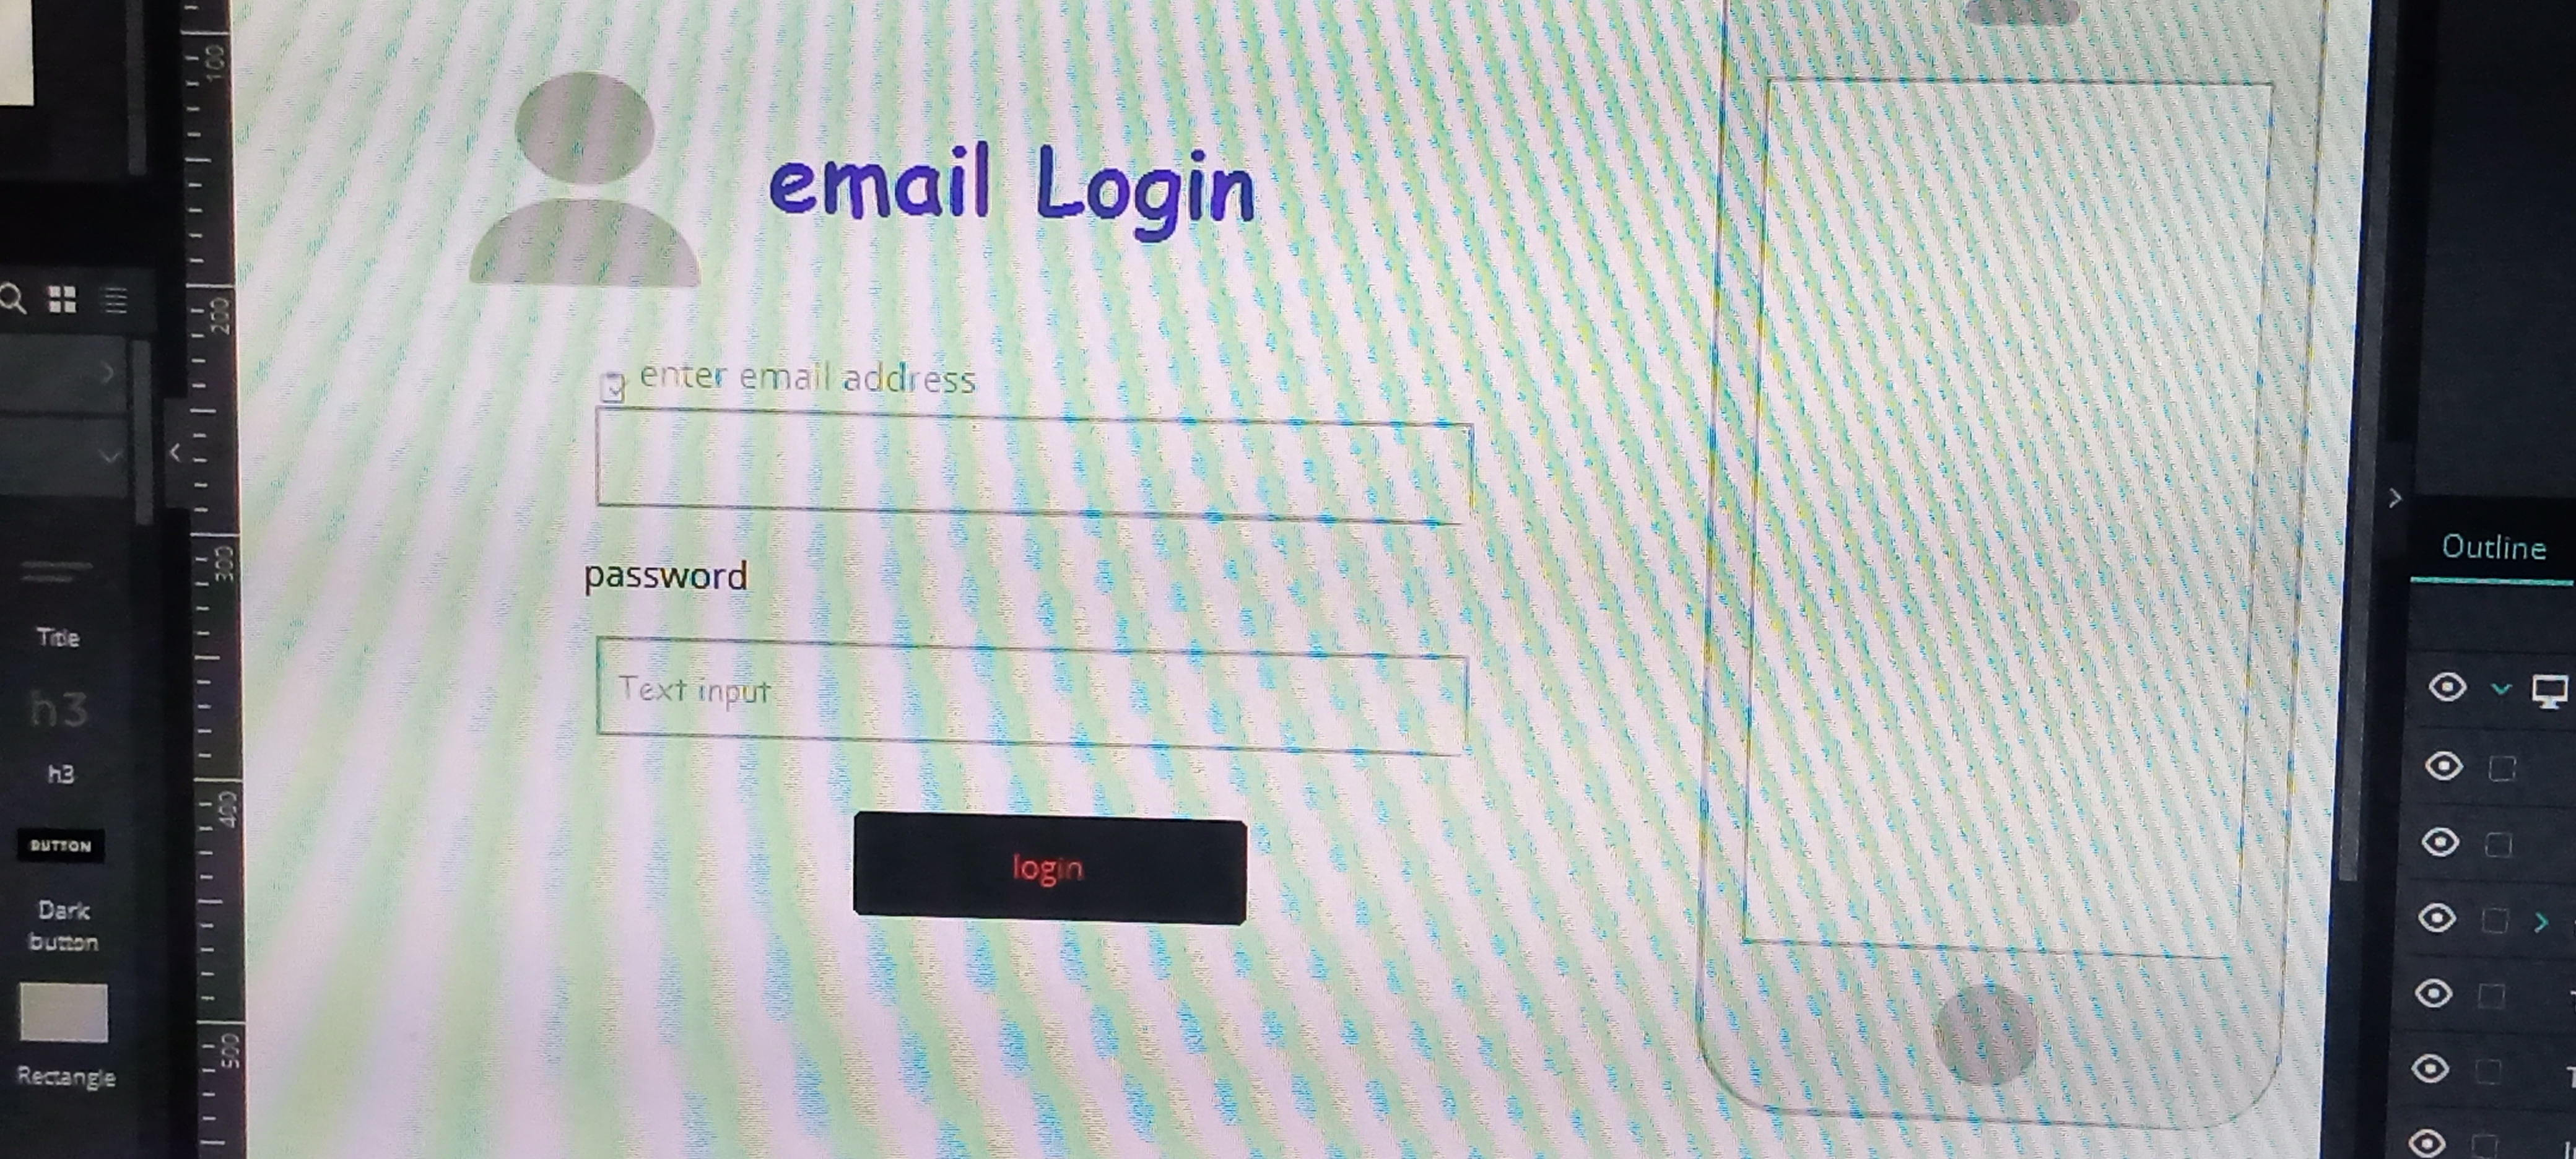 100
200
300
400
500
email Login
enter email address
password
Text input
login
Title
h3
h3
BUTTON
Dark
button
Rectangle
Outline